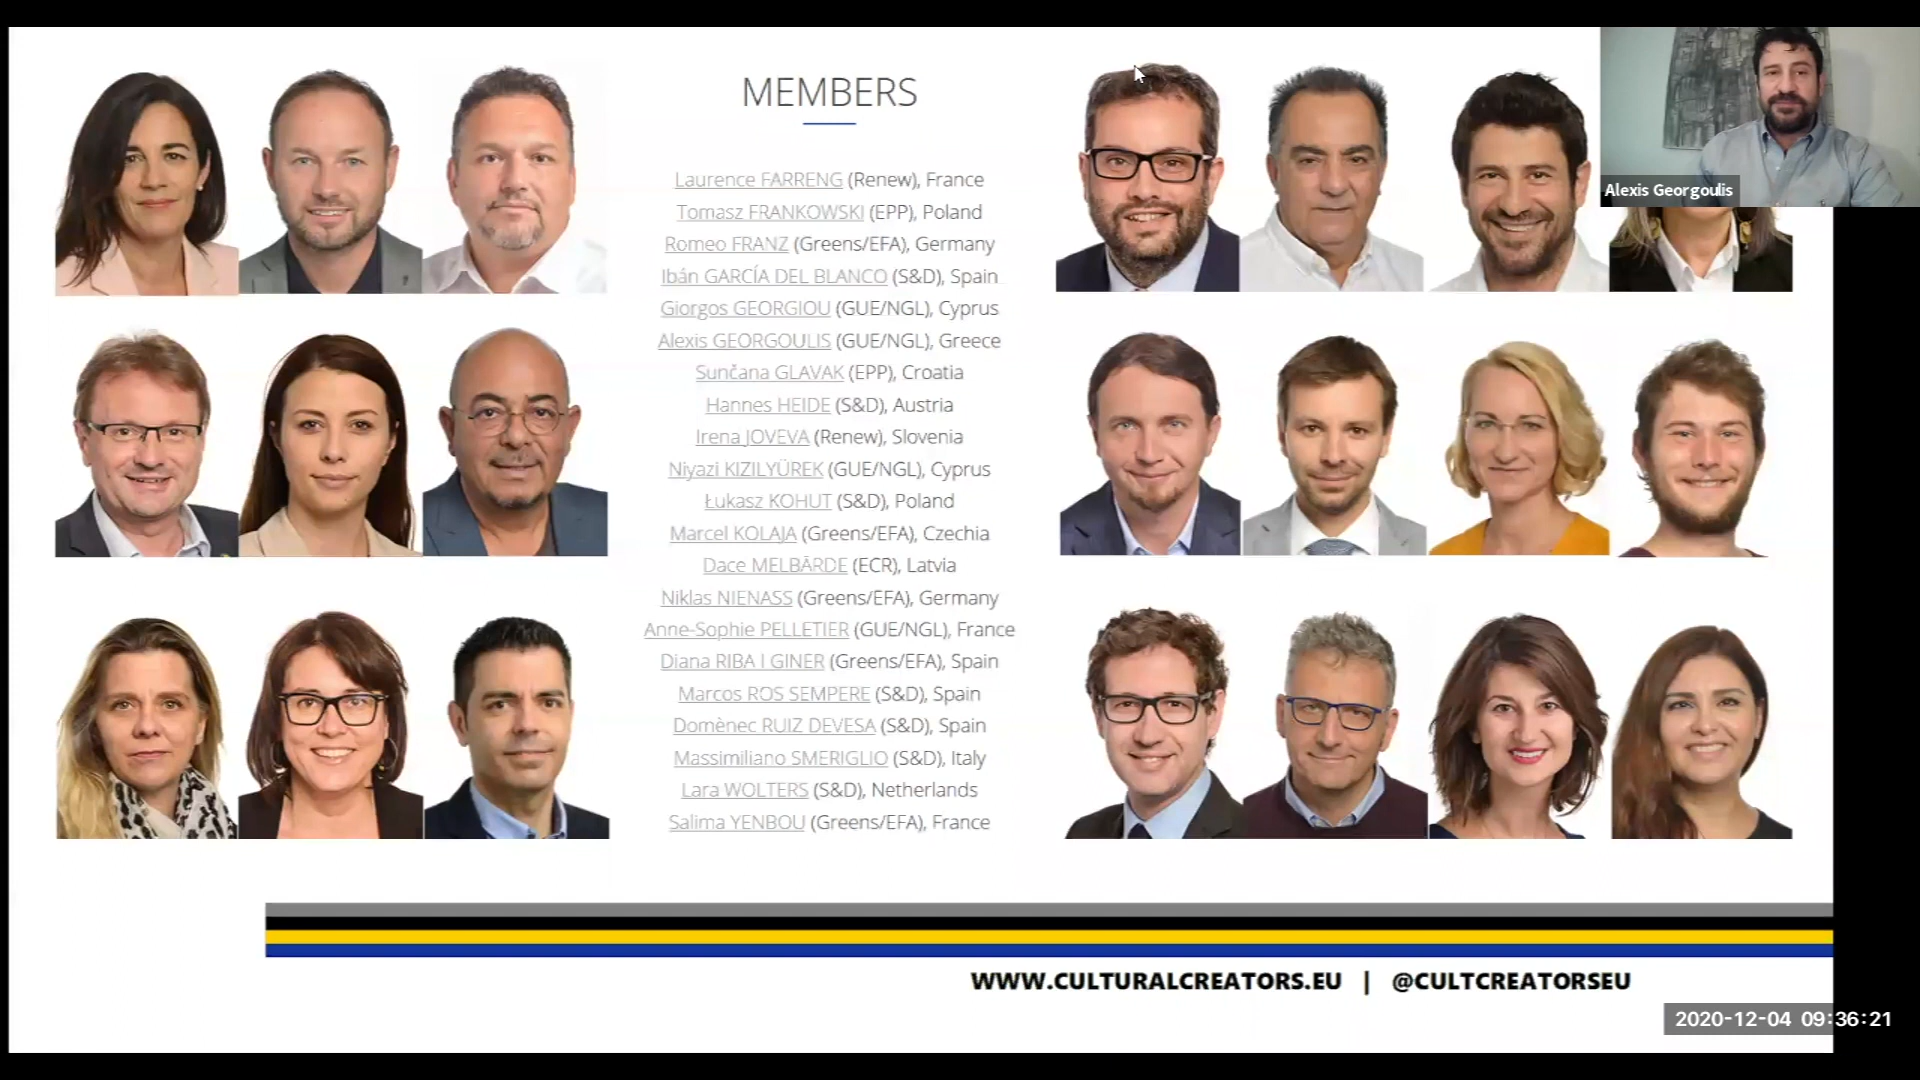 MEMBERS
Laurence FARRENG (Renew), France
Tomasz FRANKOWSKI (EPP), Poland
Romeo FRANZ (Greens/EFA), Germany
Ibán GARCÍA DEL BLANCO (S&D), Spain
Giorgos GEORGIOU (GUE/NGL), Cyprus
Alexis GEORGOULIS (GUE/NGL), Greece
Sunčana GLAVAK (EPP), Croatia
Hannes HEIDE (S&D), Austria
Irena JOVEVA (Renew), Slovenia
Niyazi KIZILYÜREK (GUE/NGL), Cyprus
Łukasz KOHUT (S&D), Poland
Marcel KOLAJA (Greens/EFA), Czechia
Dace MELBĀRDE (ECR), Latvia
Niklas NIENASS (Greens/EFA), Germany
Anne-Sophie PELLETIER (GUE/NGL), France
Diana RIBA I GINER (Greens/EFA), Spain
Marcos ROS SEMPERE (S&D), Spain
Domènec RUIZ DEVESA (S&D), Spain
Massimiliano SMERIGLIO (S&D), Italy
Lara WOLTERS (S&D), Netherlands
Salima YENBOU (Greens/EFA), France
Alexis Georgoulis
WWW.CULTURALCREATORS.EU | @CULTCREATORSEU
2020-12-04 09:36:21